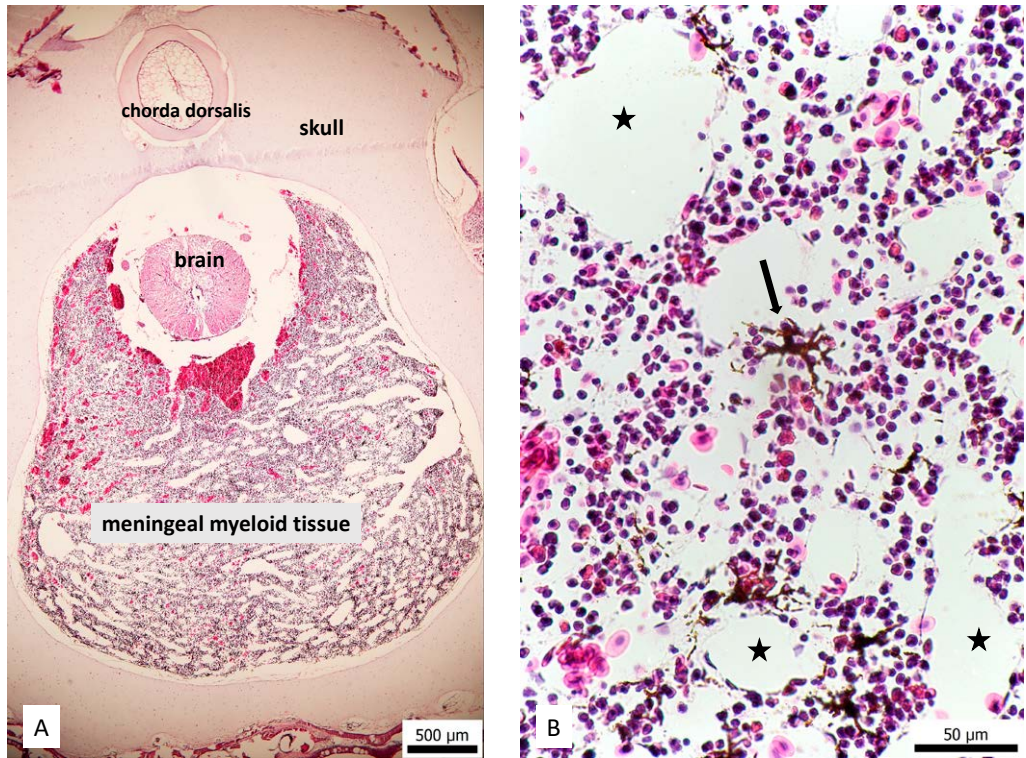 chorda dorsalis
skull
brain
meningeal myeloid tissue
A
500 µm
B
50 µm